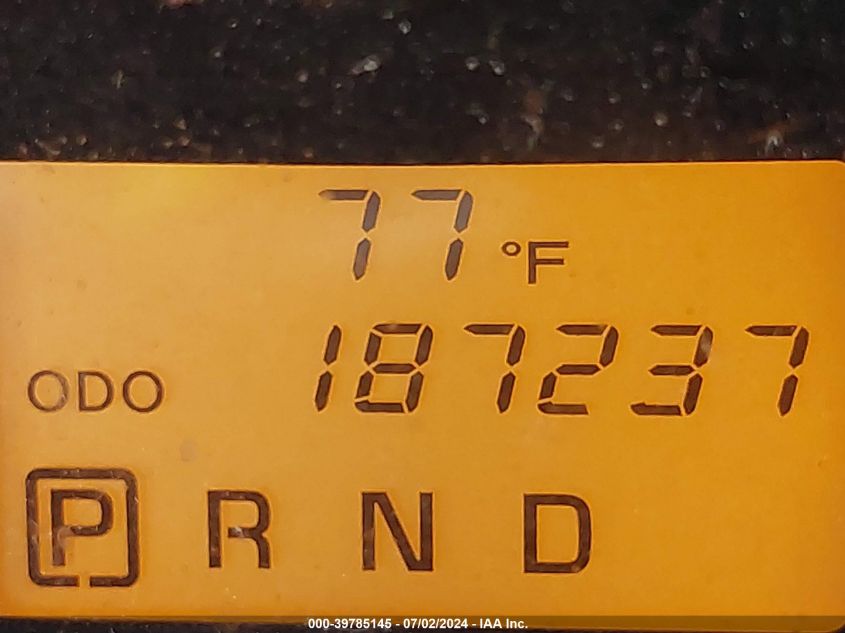 77 °F
ODO 187237
P R N D
000-39785145 - 07/02/2024 - IAA Inc.